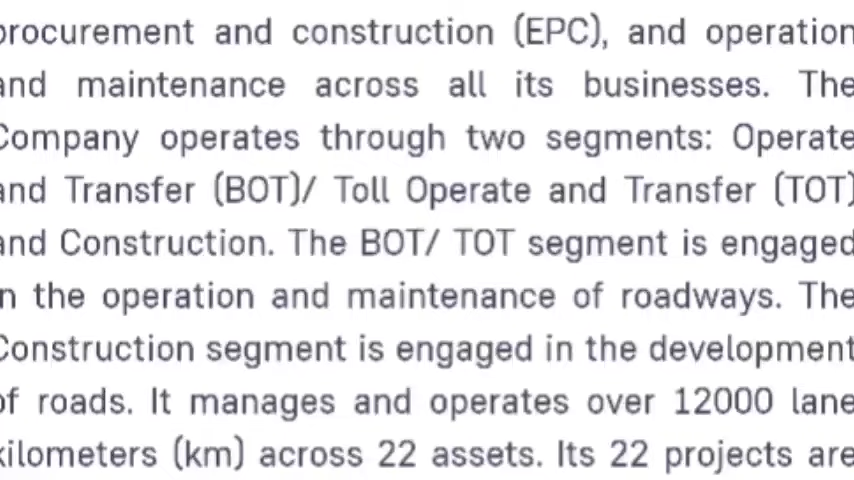 procurement and construction (EPC), and operation
and maintenance across all its businesses. The
Company operates through two segments: Operate
and Transfer (BOT)/ Toll Operate and Transfer (TOT)
and Construction. The BOT/ TOT segment is engaged
in the operation and maintenance of roadways. The
Construction segment is engaged in the development
of roads. It manages and operates over 12000 lane
kilometers (km) across 22 assets. Its 22 projects are